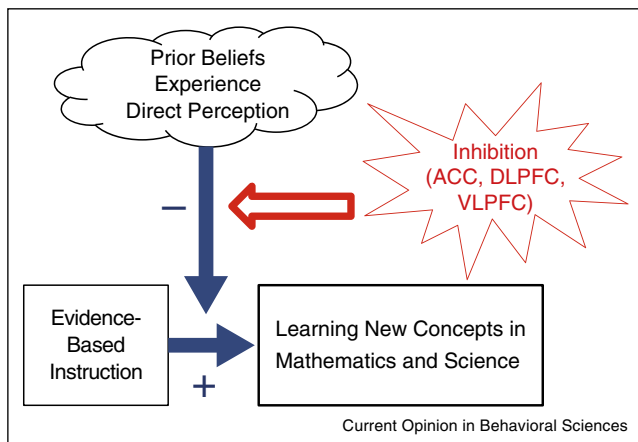 Prior Beliefs
Experience
Direct Perception
Inhibition
(ACC, DLPFC,
VLPFC)
–
Evidence-
Based
Instruction
+
Learning New Concepts in
Mathematics and Science
Current Opinion in Behavioral Sciences